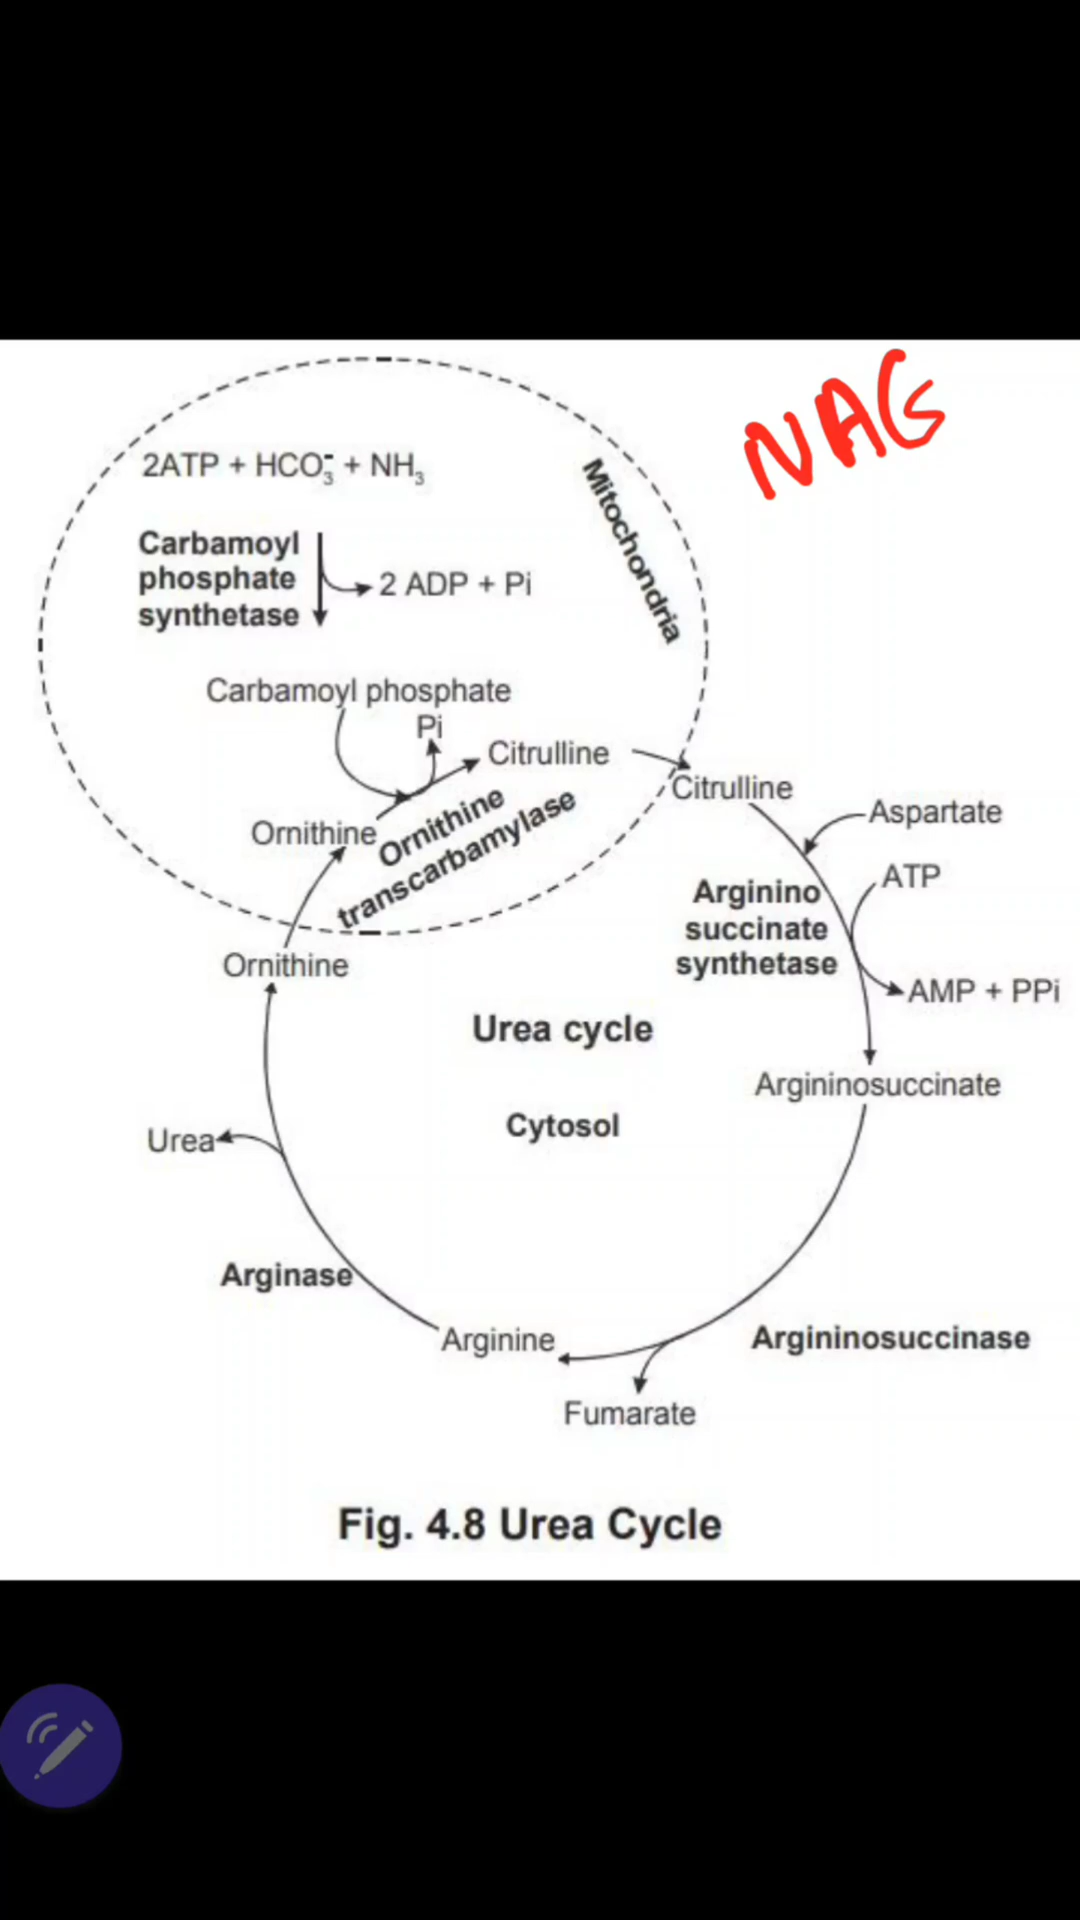 NAG
2ATP + HCO₃⁻ + NH₃
Mitochondria
Carbamoyl
phosphate
synthetase
2 ADP + Pi
Carbamoyl phosphate
Pi
Citrulline
Citrulline
Ornithine
Ornithine
transcarbamylase
Aspartate
ATP
Arginino
succinate
synthetase
AMP + PPi
Ornithine
Urea cycle
Argininosuccinate
Cytosol
Urea
Arginase
Arginine
Argininosuccinase
Fumarate
Fig. 4.8 Urea Cycle